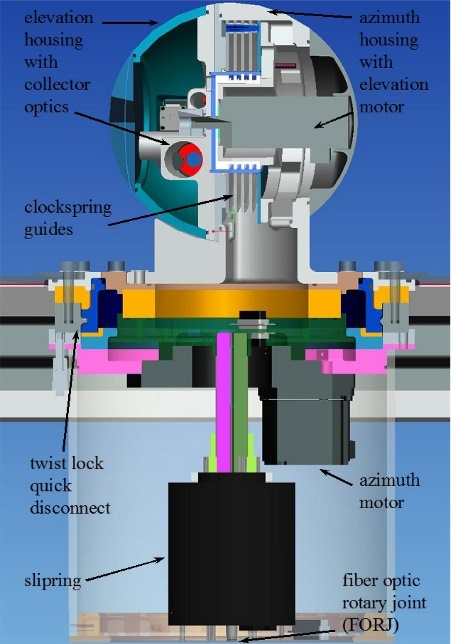 elevation
housing
with
collector
optics
azimuth
housing
with
elevation
motor
clockspring
guides
twist lock
quick
disconnect
azimuth
motor
slipring
fiber optic
rotary joint
(FORJ)